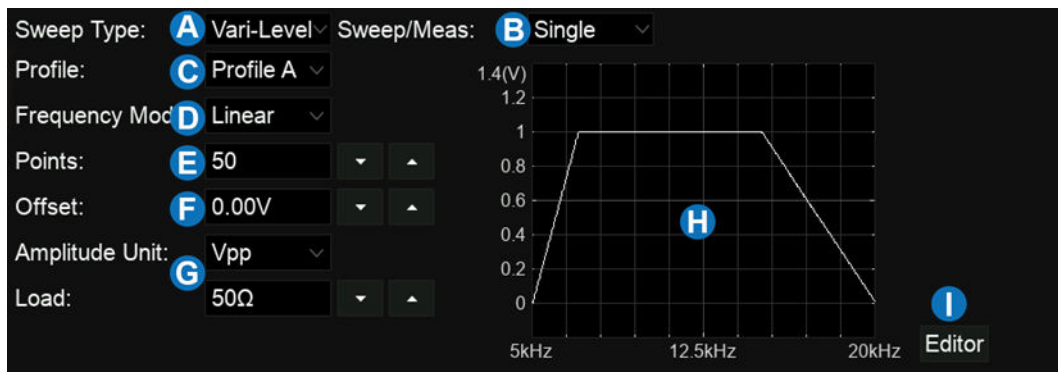 Sweep Type: A Vari-Level Sweep/Meas: B Single
Profile: C Profile A
1.4(V)
1.2
Frequency Mod D Linear
1
Points: E 50
0.8
Offset: F 0.00V
0.6
H
0.4
Amplitude Unit: Vpp
G
0.2
Load: 50Ω
0
I
Editor
5kHz 12.5kHz 20kHz